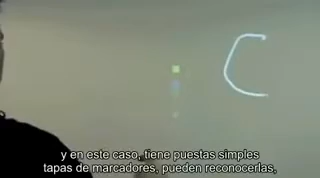 C
y en este caso, tiene puestas simples
tapas de marcadores, pueden reconocerlas,